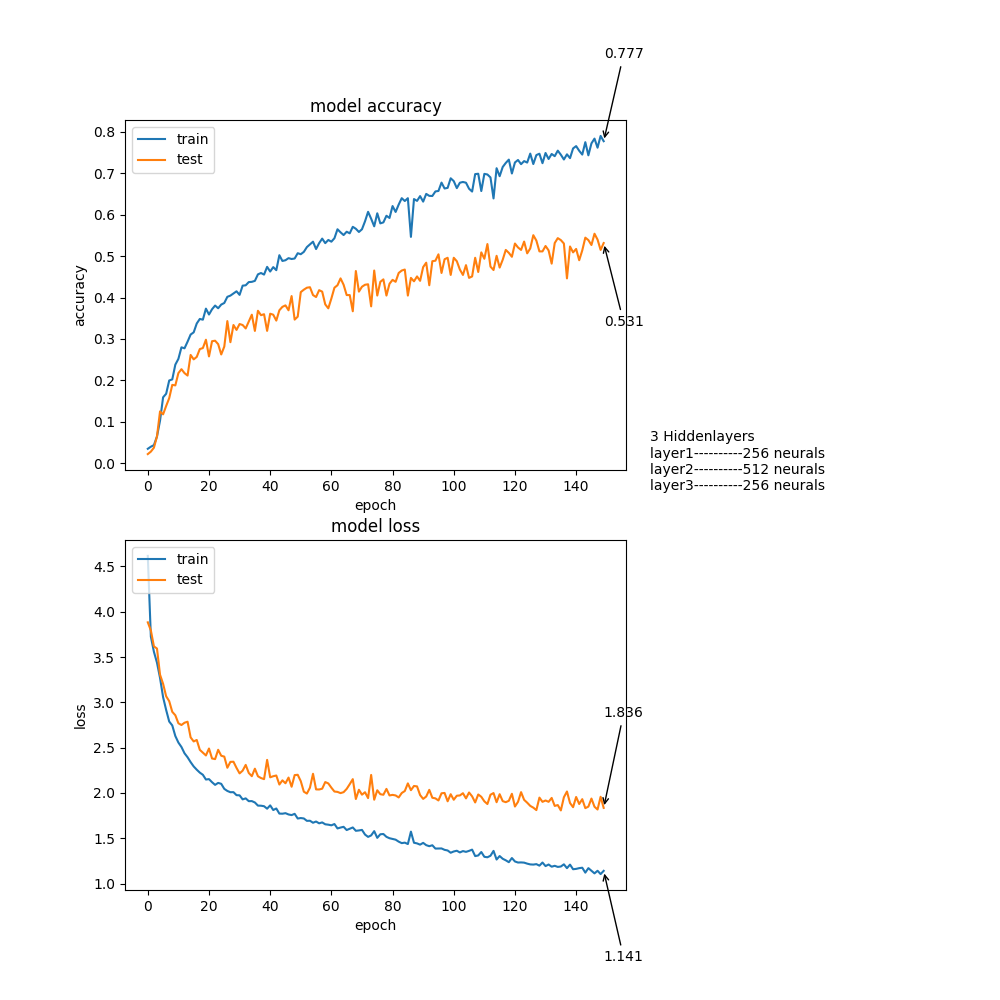 0.777
model accuracy
train
test
0.8
0.7
0.6
0.5
0.4
0.3
0.2
0.1
0.0
accuracy
0 20 40 60 80 100 120 140
epoch
0.531
3 Hiddenlayers
layer1----------256 neurals
layer2----------512 neurals
layer3----------256 neurals
model loss
train
test
4.5
4.0
3.5
3.0
2.5
2.0
1.5
1.0
loss
0 20 40 60 80 100 120 140
epoch
1.836
1.141